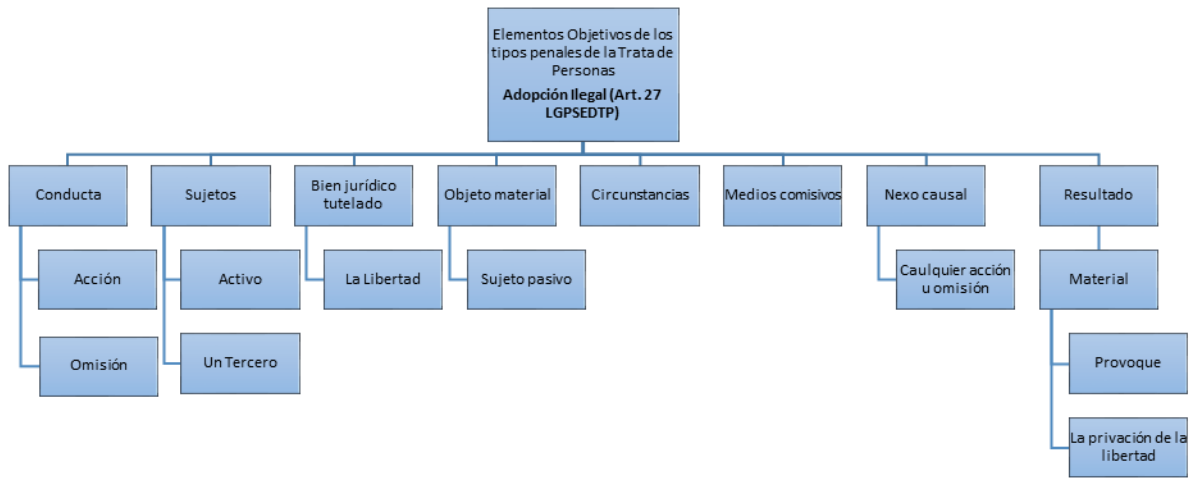 Elementos Objetivos de los
tipos penales de la Trata de
Personas
Adopción Ilegal (Art. 27
LGPSEDTP)
Conducta
Sujetos
Bien jurídico
tutelado
Objeto material
Circunstancias
Medios comisivos
Nexo causal
Resultado
Acción
Activo
La Libertad
Sujeto pasivo
Caulquier acción
u omisión
Material
Omisión
Un Tercero
Provoque
La privación de la
libertad